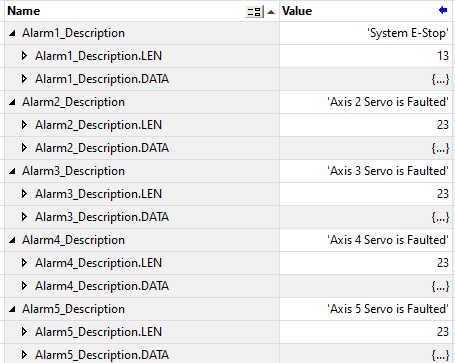 Name Value
Alarm1_Description 'System E-Stop'
Alarm1_Description.LEN 13
Alarm1_Description.DATA {...}
Alarm2_Description 'Axis 2 Servo is Faulted'
Alarm2_Description.LEN 23
Alarm2_Description.DATA {...}
Alarm3_Description 'Axis 3 Servo is Faulted'
Alarm3_Description.LEN 23
Alarm3_Description.DATA {...}
Alarm4_Description 'Axis 4 Servo is Faulted'
Alarm4_Description.LEN 23
Alarm4_Description.DATA {...}
Alarm5_Description 'Axis 5 Servo is Faulted'
Alarm5_Description.LEN 23
Alarm5_Description.DATA {...}